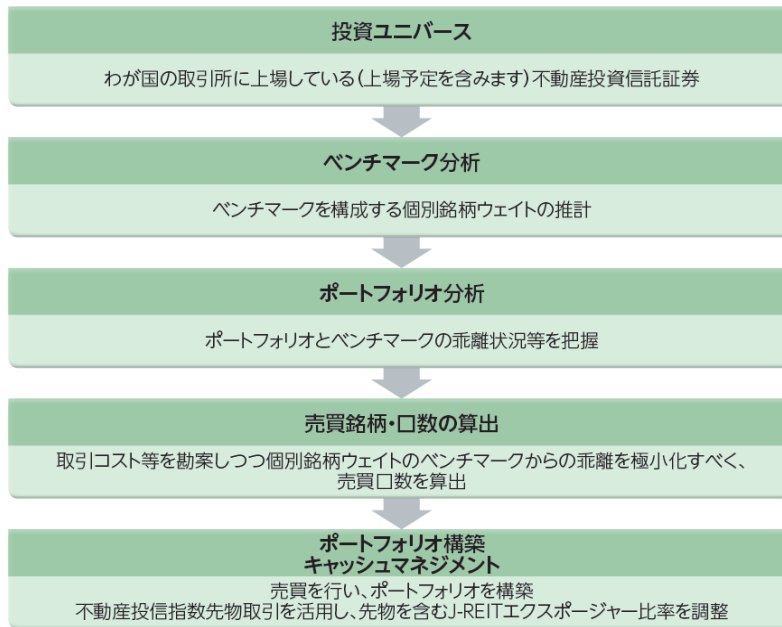 投資ユニバース
わが国の取引所に上場している(上場予定を含みます)不動産投資信託証券
ベンチマーク分析
ベンチマークを構成する個別銘柄ウェイトの推計
ポートフォリオ分析
ポートフォリオとベンチマークの乖離状況等を把握
売買銘柄・口数の算出
取引コスト等を勘案しつつ個別銘柄ウェイトのベンチマークからの乖離を極小化すべく、
売買口数を算出
ポートフォリオ構築
キャッシュマネジメント
売買を行い、ポートフォリオを構築
不動産投信指数先物取引を活用し、先物を含むJ-REITエクスポージャー比率を調整